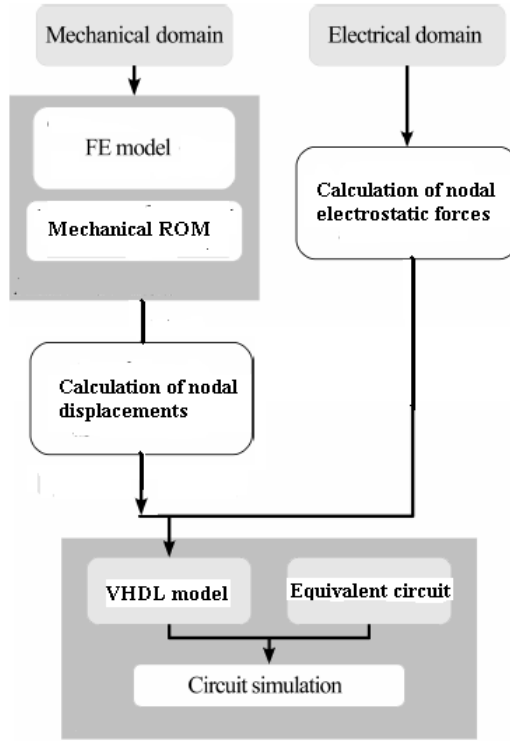 Mechanical domain
Electrical domain
FE model
Mechanical ROM
Calculation of nodal
electrostatic forces
Calculation of nodal
displacements
VHDL model
Equivalent circuit
Circuit simulation